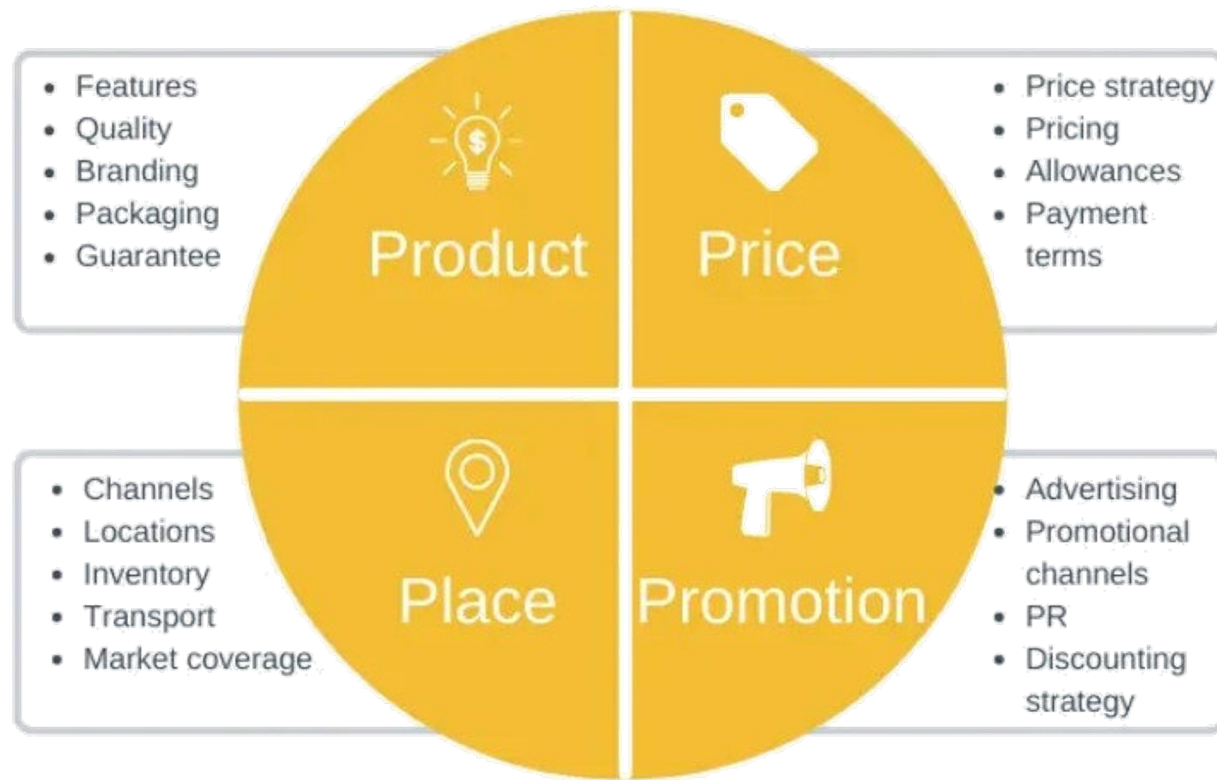 Features
Quality
Branding
Packaging
Guarantee
$
Product
Price
Price strategy
Pricing
Allowances
Payment
terms
Channels
Locations
Inventory
Transport
Market coverage
Place
Promotion
Advertising
Promotional
channels
PR
Discounting
strategy